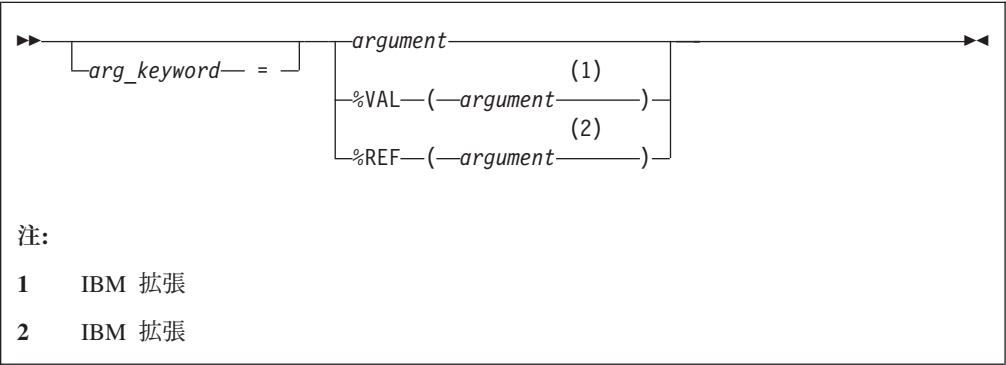 argument
arg_keyword =
(1)
%VAL ( argument )
(2)
%REF ( argument )
注:
1 IBM 拡張
2 IBM 拡張